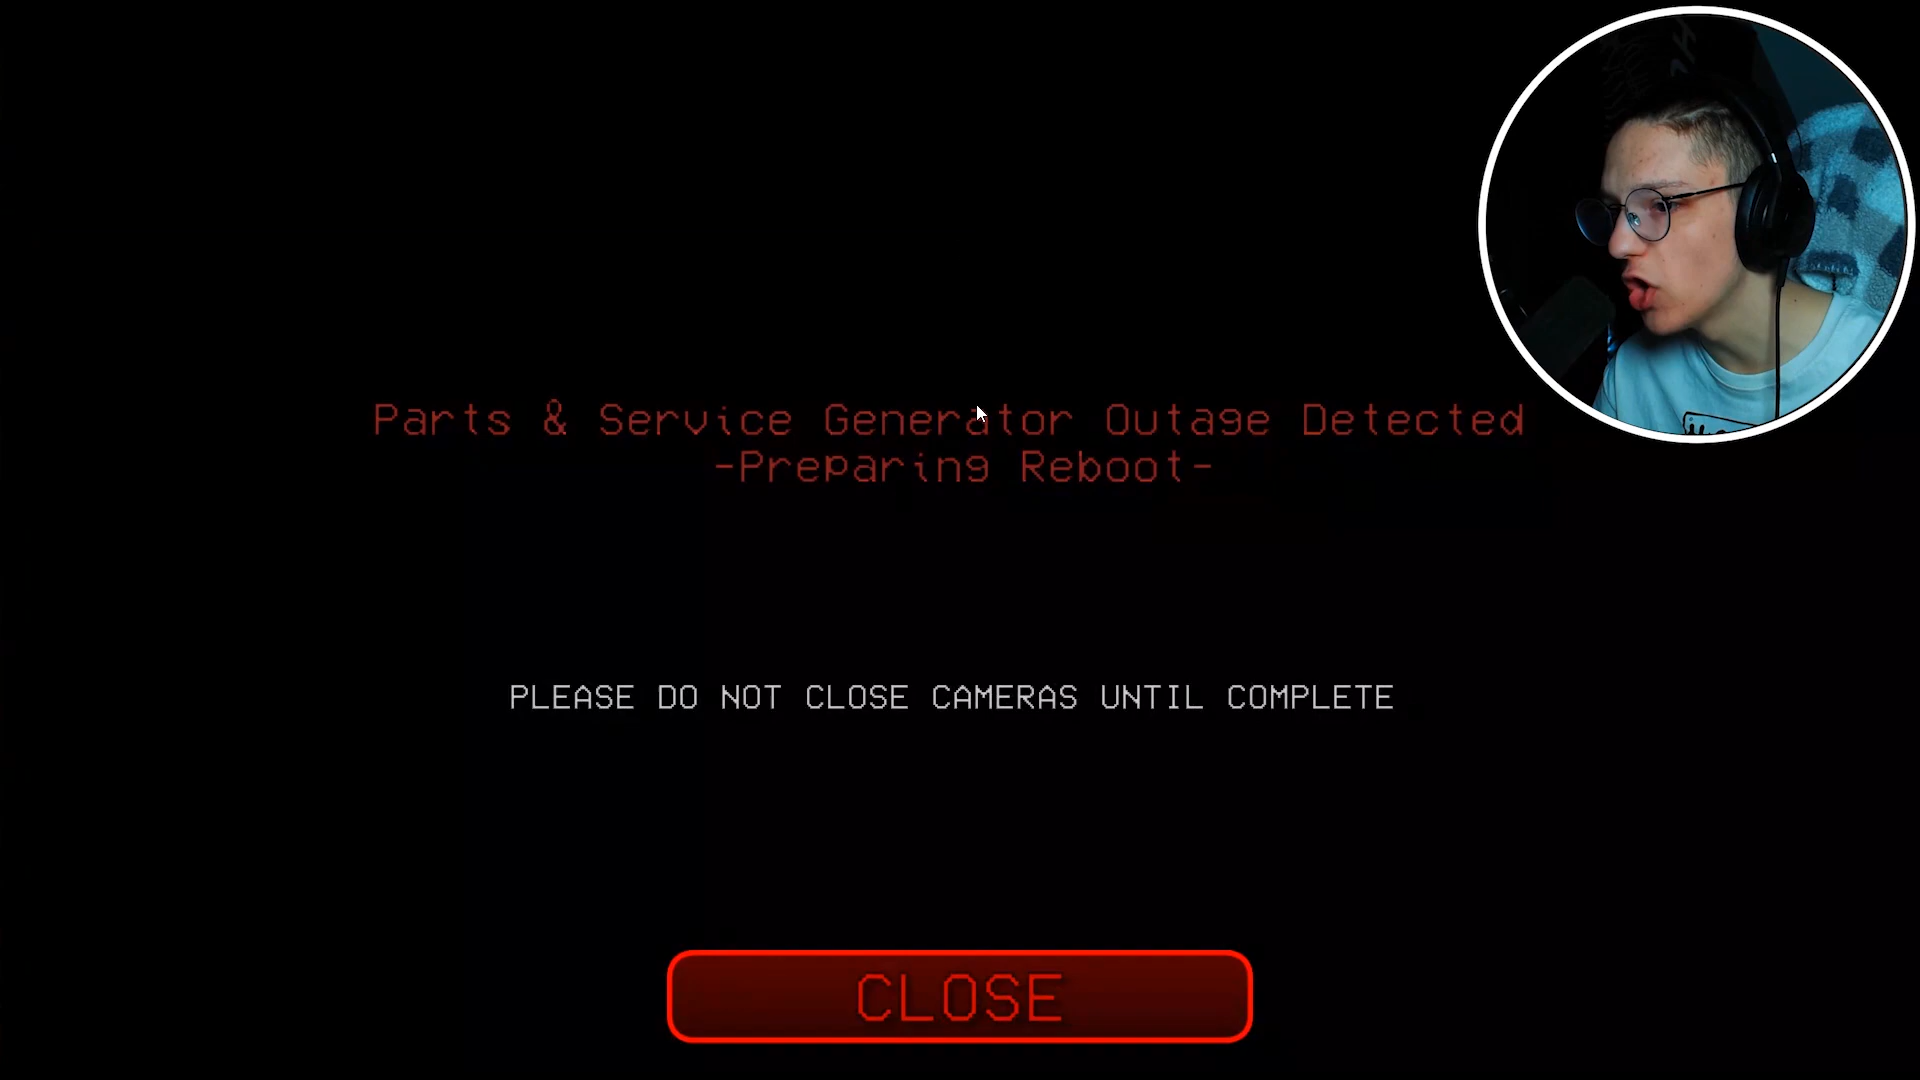 Parts & Service Generator Outage Detected
-Preparing Reboot-
PLEASE DO NOT CLOSE CAMERAS UNTIL COMPLETE
CLOSE